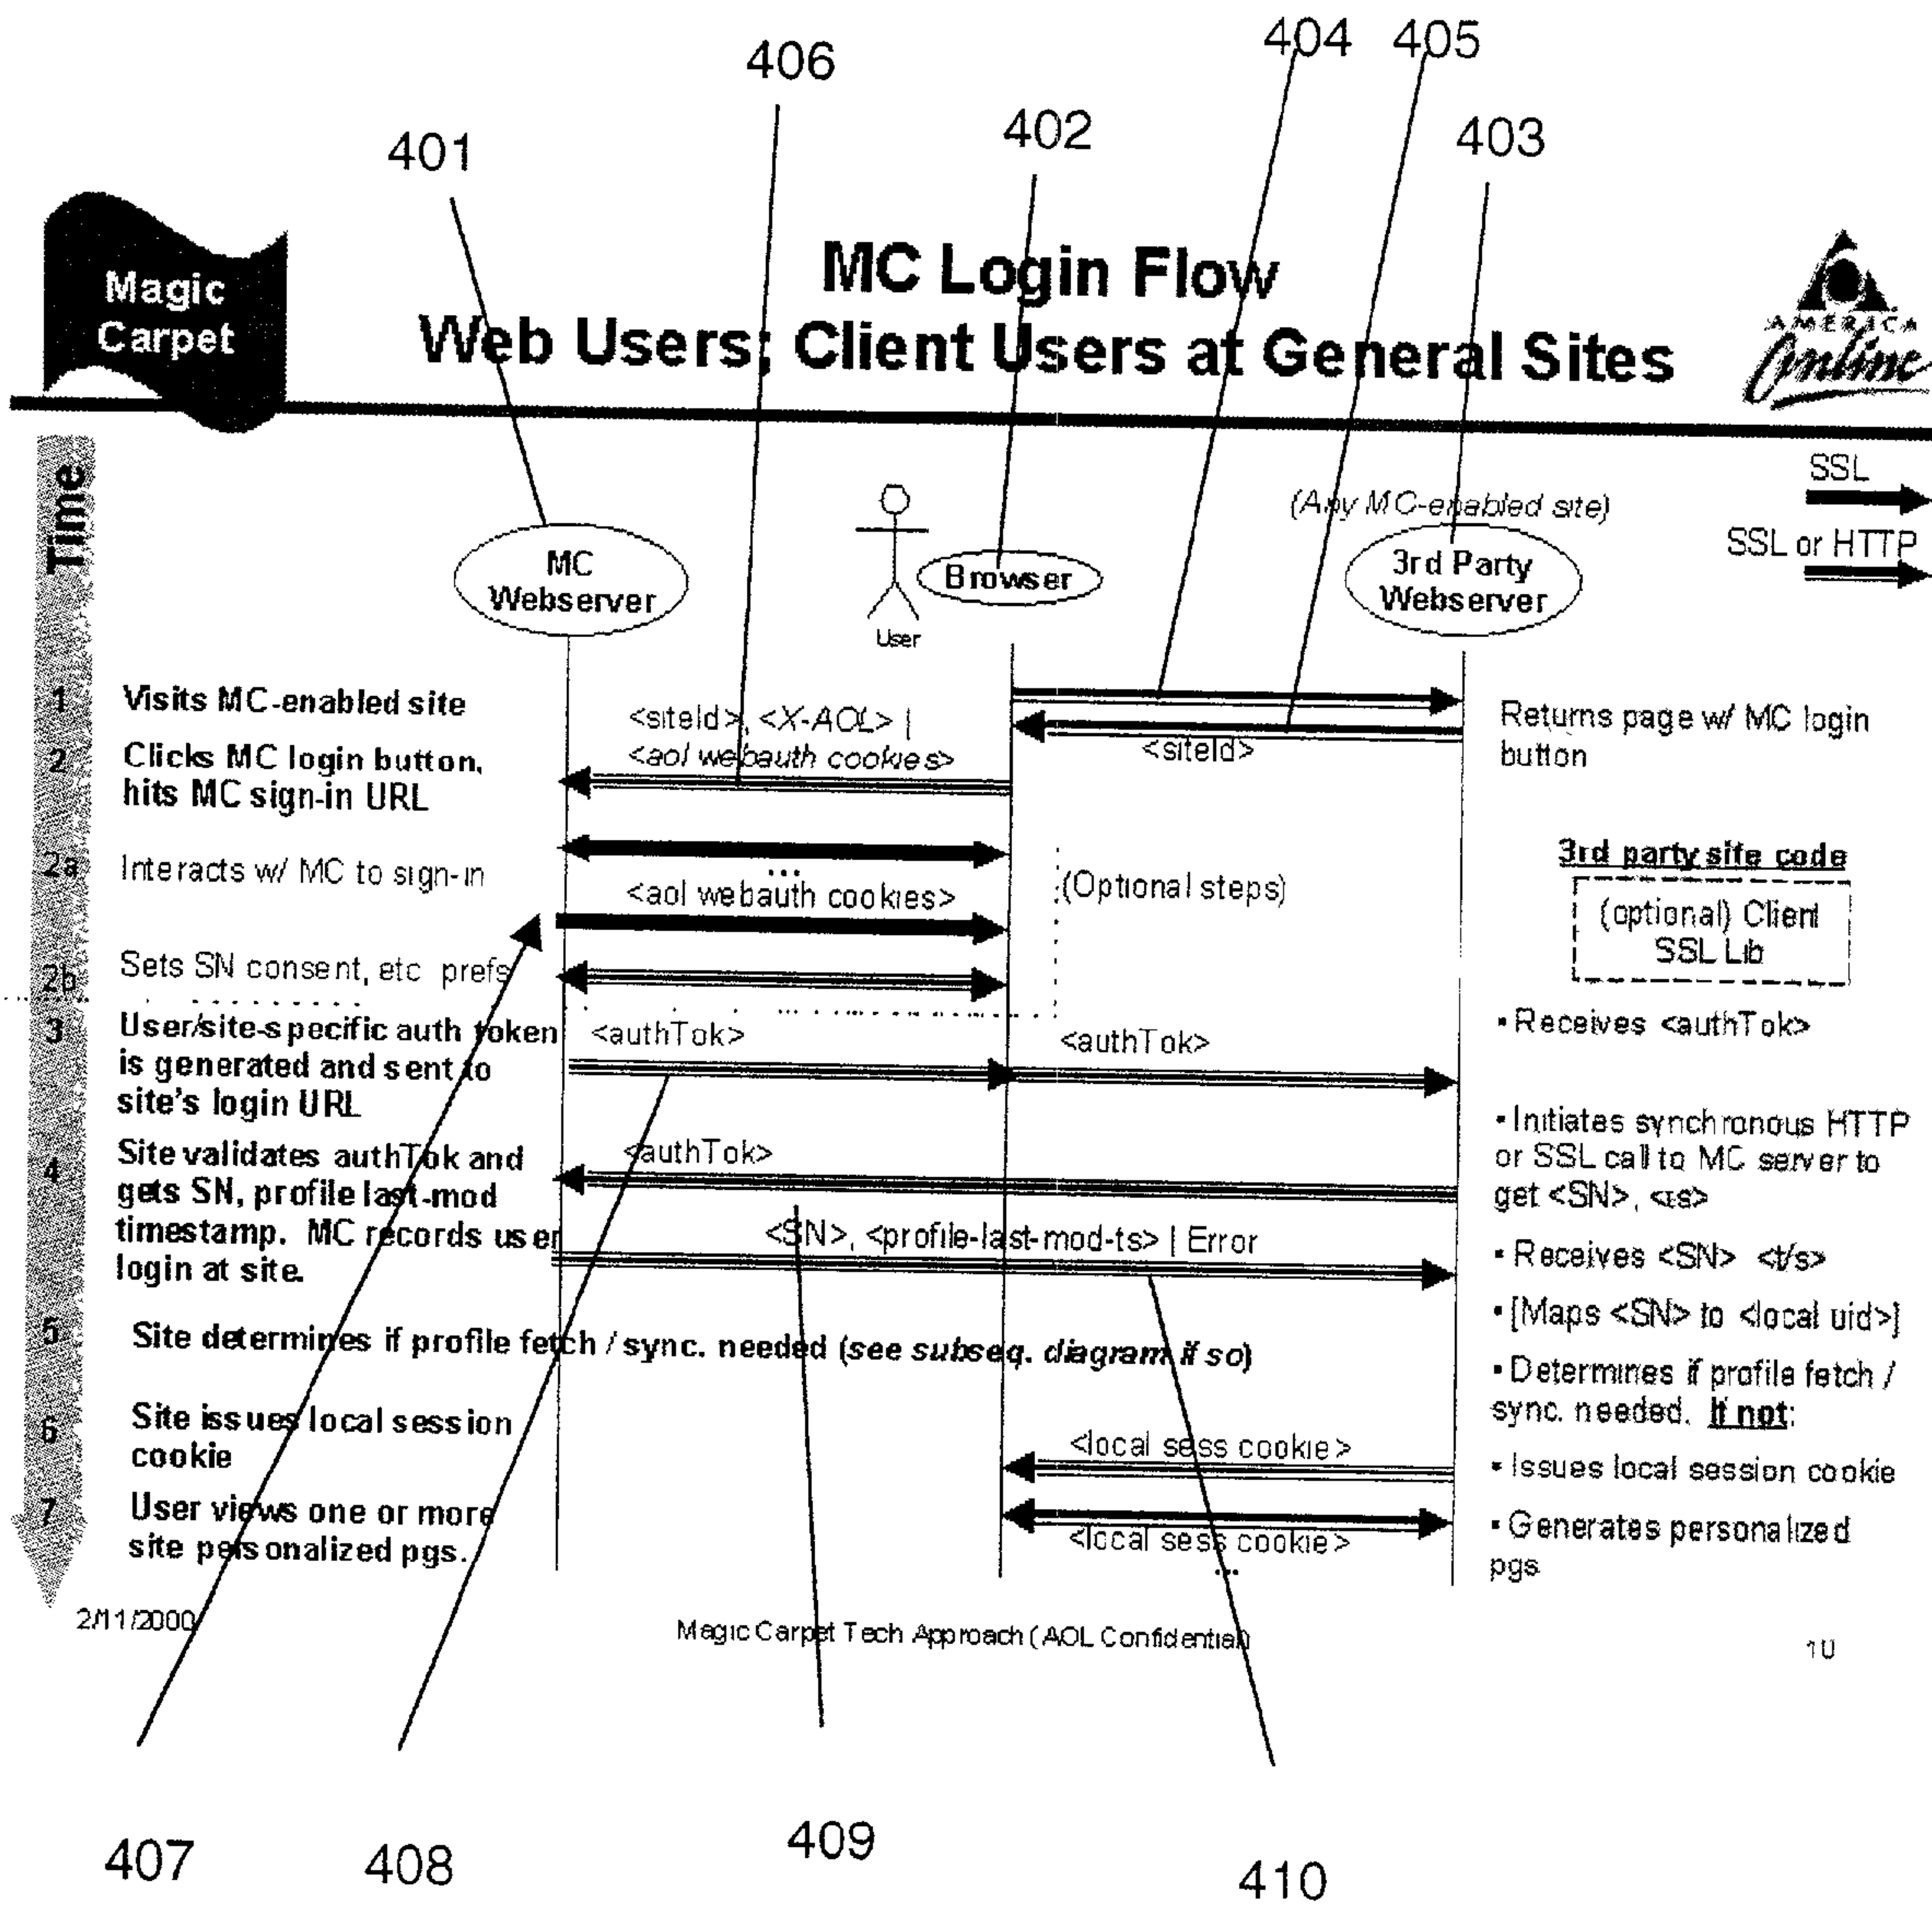 404 405
406
402
403
401
Magic
Carpet
MC Login Flow
Web Users; Client Users at General Sites
AMERICA
Online
Time
SSL
SSL or HTTP
(Any MC-enabled site)
MC
Webserver
User
Browser
3rd Party
Webserver
1
Visits MC-enabled site
<siteId>, <X-AOL> |
<aol webauth cookies>
<siteId>
Returns page w/ MC login
button
2
Clicks MC login button,
hits MC sign-in URL
2a
Interacts w/ MC to sign-in
...
<aol webauth cookies>
(Optional steps)
3rd party site code
(optional) Client
SSL Lib
2b
Sets SN consent, etc prefs
3
User/site-specific auth token
is generated and sent to
site's login URL
<authTok>
<authTok>
▪ Receives <authTok>
4
Site validates authTok and
gets SN, profile last-mod
timestamp. MC records user
login at site.
<authTok>
<SN>, <profile-last-mod-ts> | Error
▪ Initiates synchronous HTTP
or SSL call to MC server to
get <SN>, <ts>
▪ Receives <SN> <t/s>
▪ [Maps <SN> to <local uid>]
5
Site determines if profile fetch / sync. needed (see subseq. diagram if so)
▪ Determines if profile fetch /
sync. needed. If not:
6
Site issues local session
cookie
<local sess cookie>
▪ Issues local session cookie
7
User views one or more
site personalized pgs.
<local sess cookie>
...
▪ Generates personalized
pgs
2/11/2000
Magic Carpet Tech Approach (AOL Confidential)
10
407
408
409
410